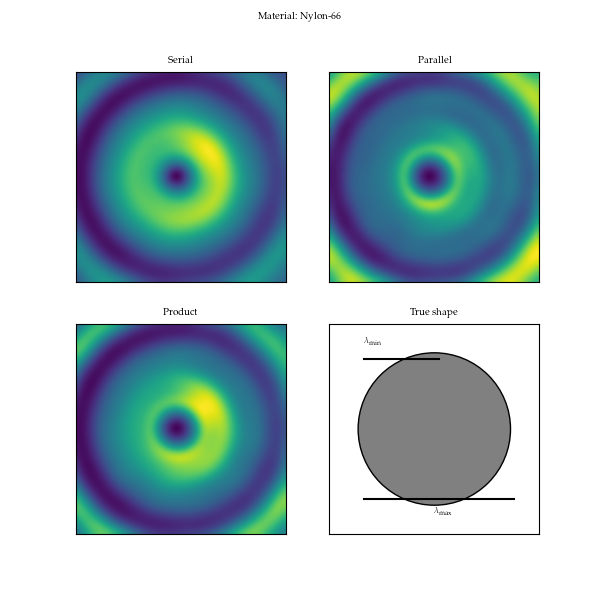 Material: Nylon-66
Serial
Parallel
Product
True shape
λmin
λmax